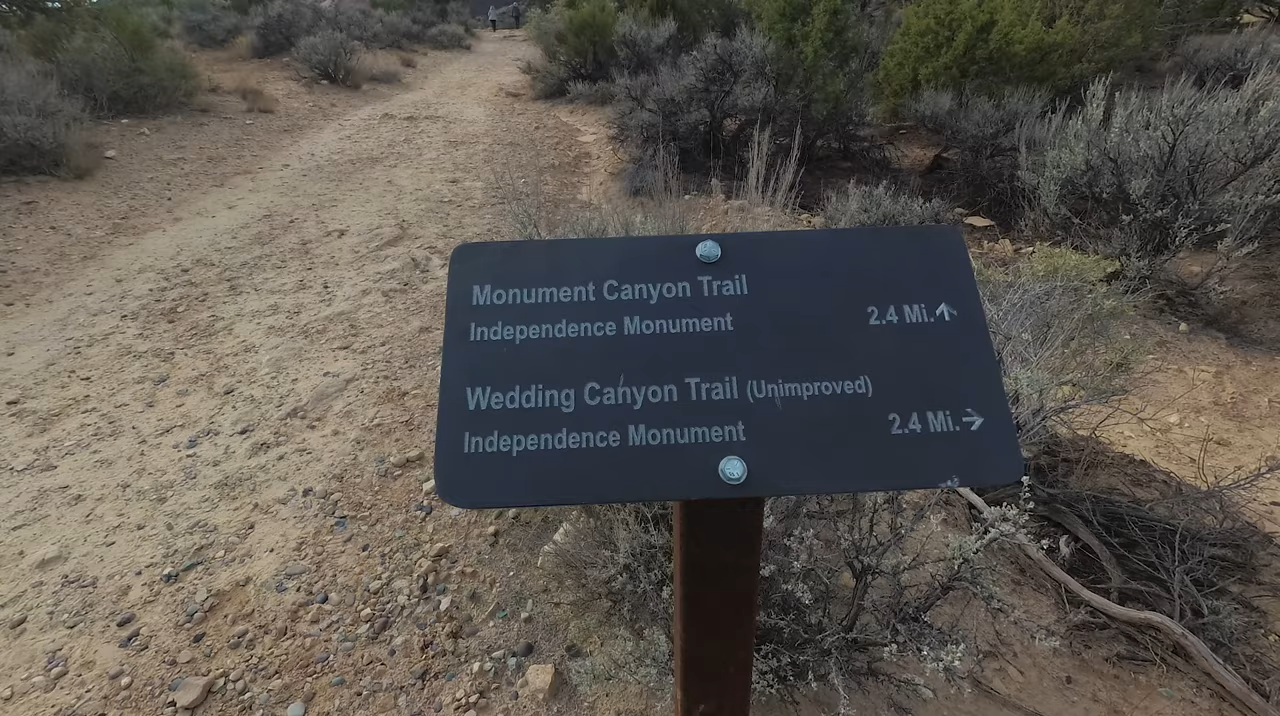 Monument Canyon Trail
Independence Monument 2.4 Mi.↑
Wedding Canyon Trail (Unimproved)
Independence Monument 2.4 Mi.→